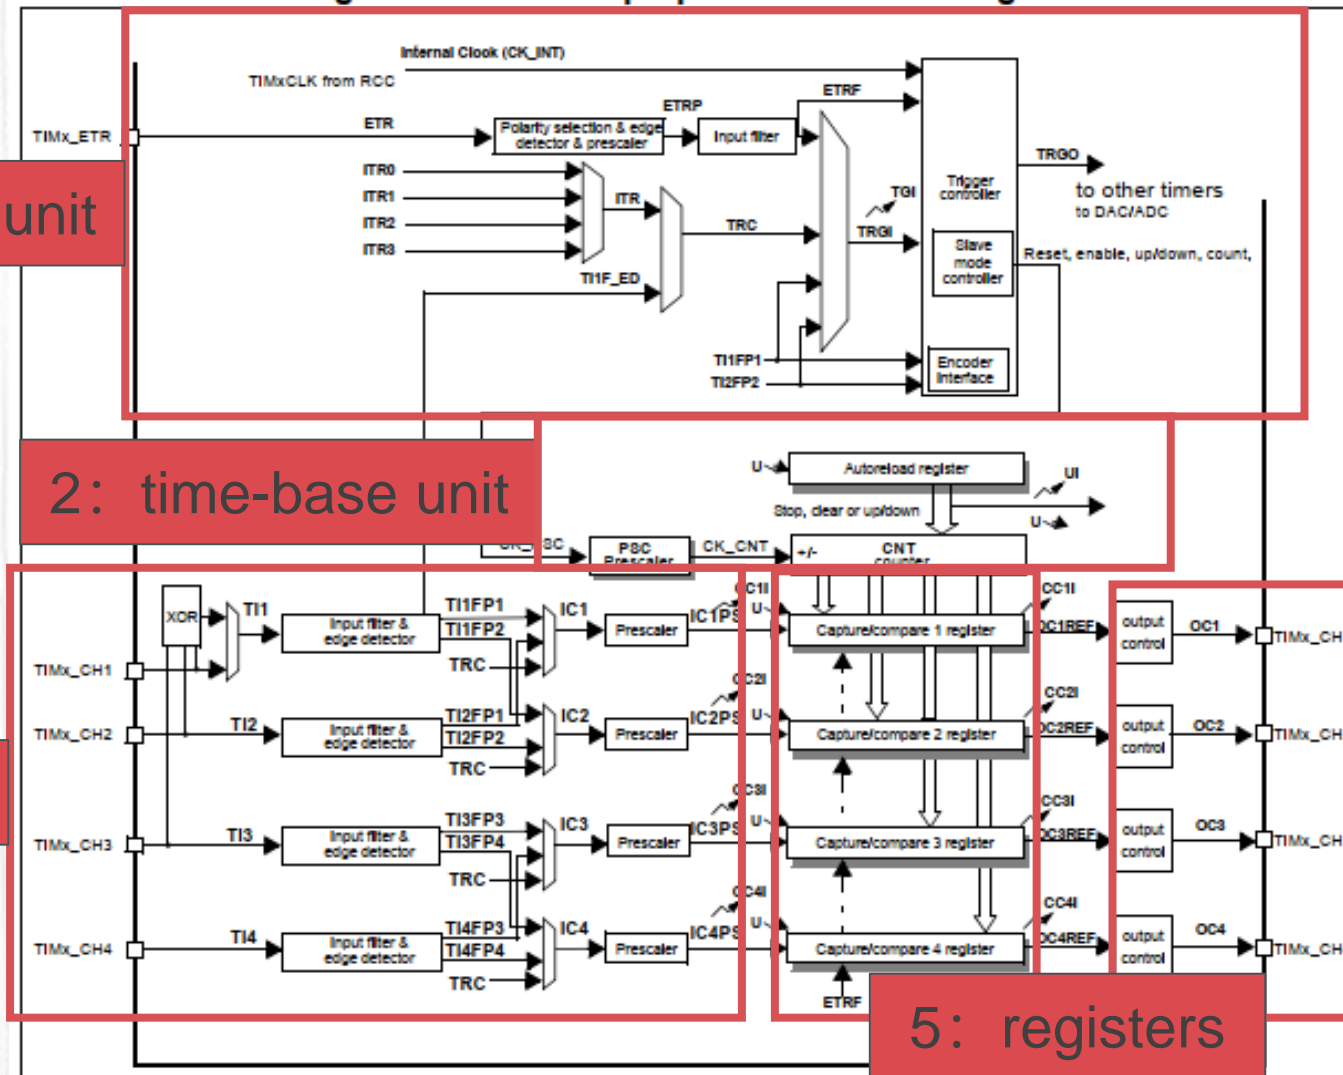 Internal Clock (CK_INT)
TIMxCLK from RCC
ETRF
ETRP
TIMx_ETR
ETR
Polarity selection & edge
detector & prescaler
Input filter
TRGO
unit
ITR0
ITR1
ITR2
ITR3
ITR
TRC
TGI
TRGI
Trigger
controller
to other timers
to DAC/ADC
Slave
mode
controller
Reset, enable, up/down, count,
TI1F_ED
TI1FP1
TI2FP2
Encoder
Interface
2: time-base unit
U
Autoreload register
UI
Stop, clear or up/down
U
PSC
Prescaler
CK_CNT
+/-
CNT
counter
XOR
TI1
Input filter &
edge detector
TI1FP1
TI1FP2
TRC
IC1
Prescaler
IC1PS
CC1I
U
Capture/compare 1 register
CC1I
OC1REF
output
control
OC1
TIMx_CH1
TIMx_CH
TIMx_CH2
TI2
Input filter &
edge detector
TI2FP1
TI2FP2
TRC
IC2
Prescaler
IC2PS
CC2I
U
Capture/compare 2 register
CC2I
OC2REF
output
control
OC2
TIMx_CH
TIMx_CH3
TI3
Input filter &
edge detector
TI3FP3
TI3FP4
TRC
IC3
Prescaler
IC3PS
CC3I
U
Capture/compare 3 register
CC3I
OC3REF
output
control
OC3
TIMx_CH
TIMx_CH4
TI4
Input filter &
edge detector
TI4FP3
TI4FP4
TRC
IC4
Prescaler
IC4PS
CC4I
U
Capture/compare 4 register
CC4I
OC4REF
output
control
OC4
TIMx_CH
ETRF
5: registers